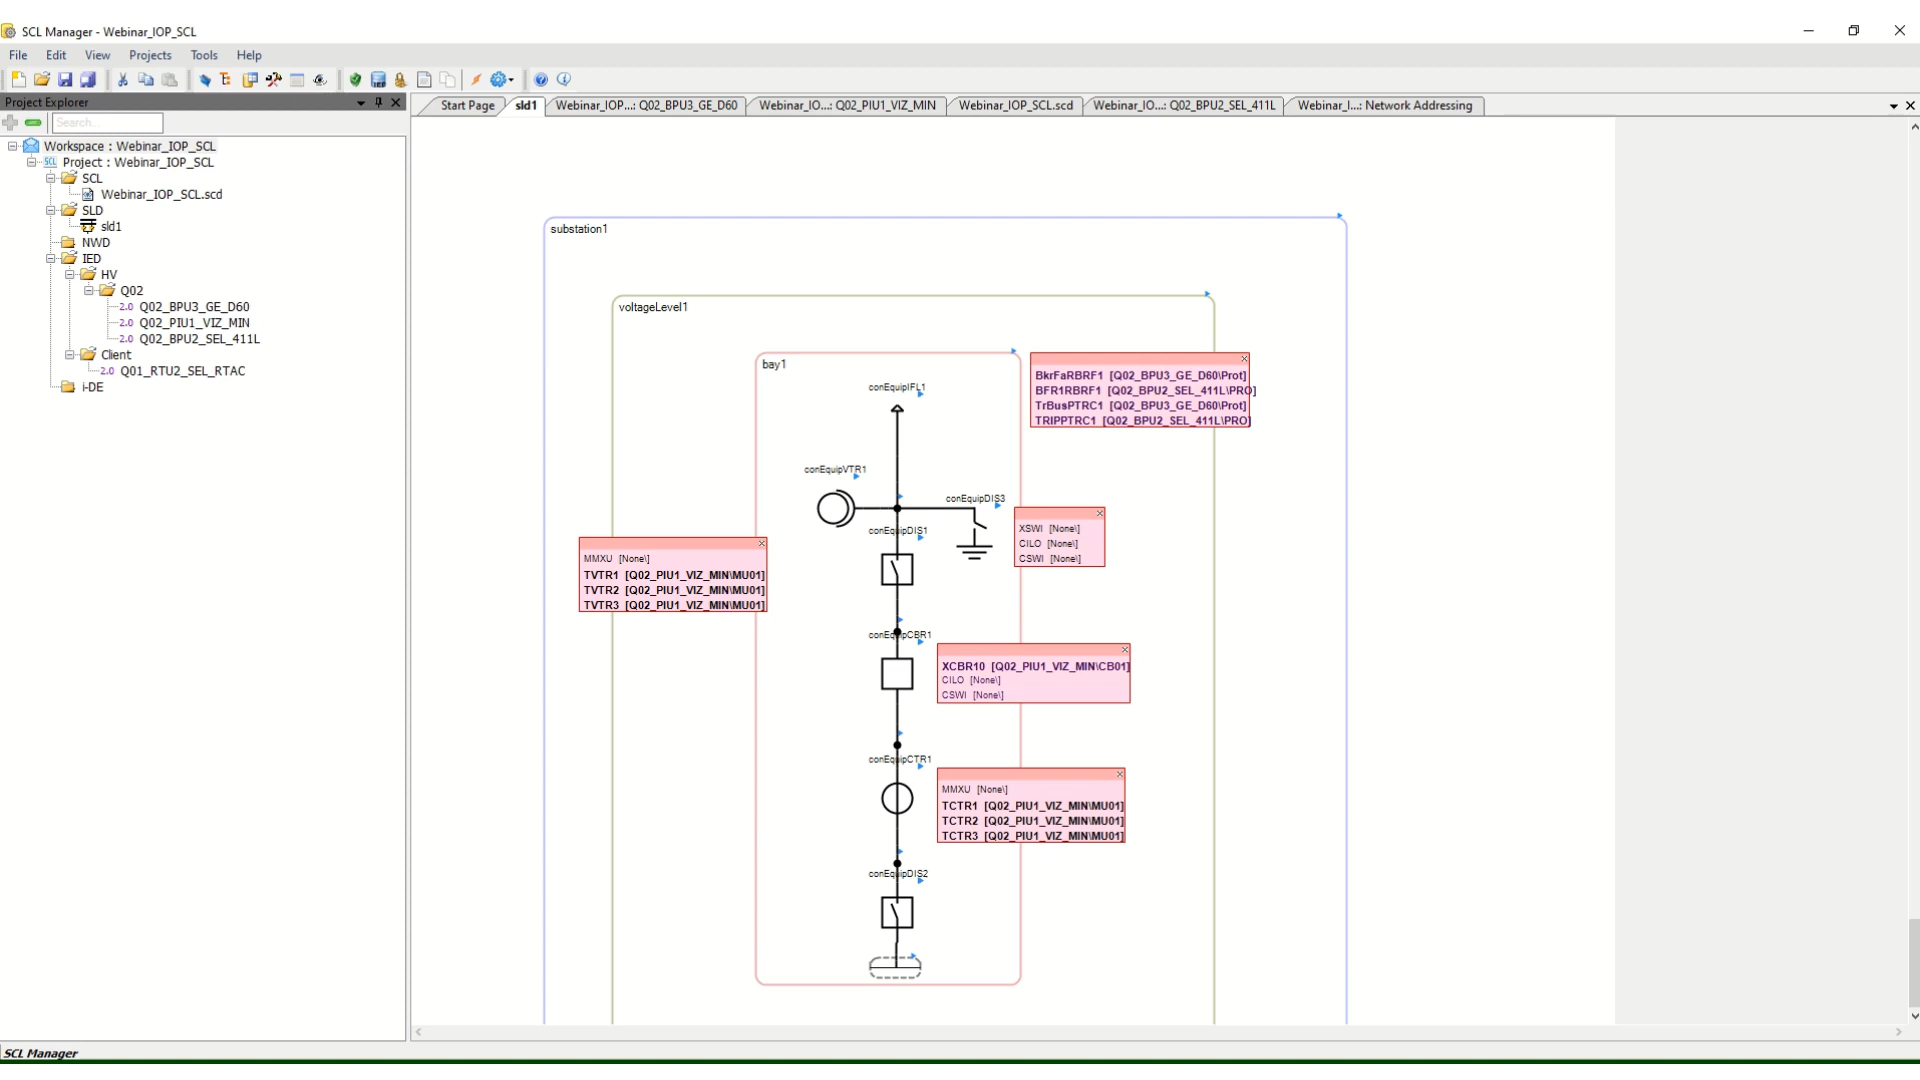 SCL Manager - Webinar_IOP_SCL
File Edit View Projects Tools Help
Project Explorer
Search...
Workspace : Webinar_IOP_SCL
Project : Webinar_IOP_SCL
SCL
Webinar_IOP_SCL.scd
SLD
sld1
NWD
IED
HV
Q02
2.0 Q02_BPU3_GE_D60
2.0 Q02_PIU1_VIZ_MIN
2.0 Q02_BPU2_SEL_411L
Client
2.0 Q01_RTU2_SEL_RTAC
i-DE
Start Page sld1 Webinar_IOP...: Q02_BPU3_GE_D60 Webinar_IO...: Q02_PIU1_VIZ_MIN Webinar_IOP_SCL.scd Webinar_IO...: Q02_BPU2_SEL_411L Webinar_I...: Network Addressing
substation1
voltageLevel1
bay1
conEquipIFL1
BkrFaRBRF1 [Q02_BPU3_GE_D60\Prot]
BFR1RBRF1 [Q02_BPU2_SEL_411L\PRO]
TrBusPTRC1 [Q02_BPU3_GE_D60\Prot]
TRIPPTRC1 [Q02_BPU2_SEL_411L\PRO]
conEquipVTR1
conEquipDIS3
conEquipDIS1
XSWI [None\]
CILO [None\]
CSWI [None\]
MMXU [None\]
TVTR1 [Q02_PIU1_VIZ_MIN\MU01]
TVTR2 [Q02_PIU1_VIZ_MIN\MU01]
TVTR3 [Q02_PIU1_VIZ_MIN\MU01]
conEquipCBR1
XCBR10 [Q02_PIU1_VIZ_MIN\CB01]
CILO [None\]
CSWI [None\]
conEquipCTR1
MMXU [None\]
TCTR1 [Q02_PIU1_VIZ_MIN\MU01]
TCTR2 [Q02_PIU1_VIZ_MIN\MU01]
TCTR3 [Q02_PIU1_VIZ_MIN\MU01]
conEquipDIS2
SCL Manager